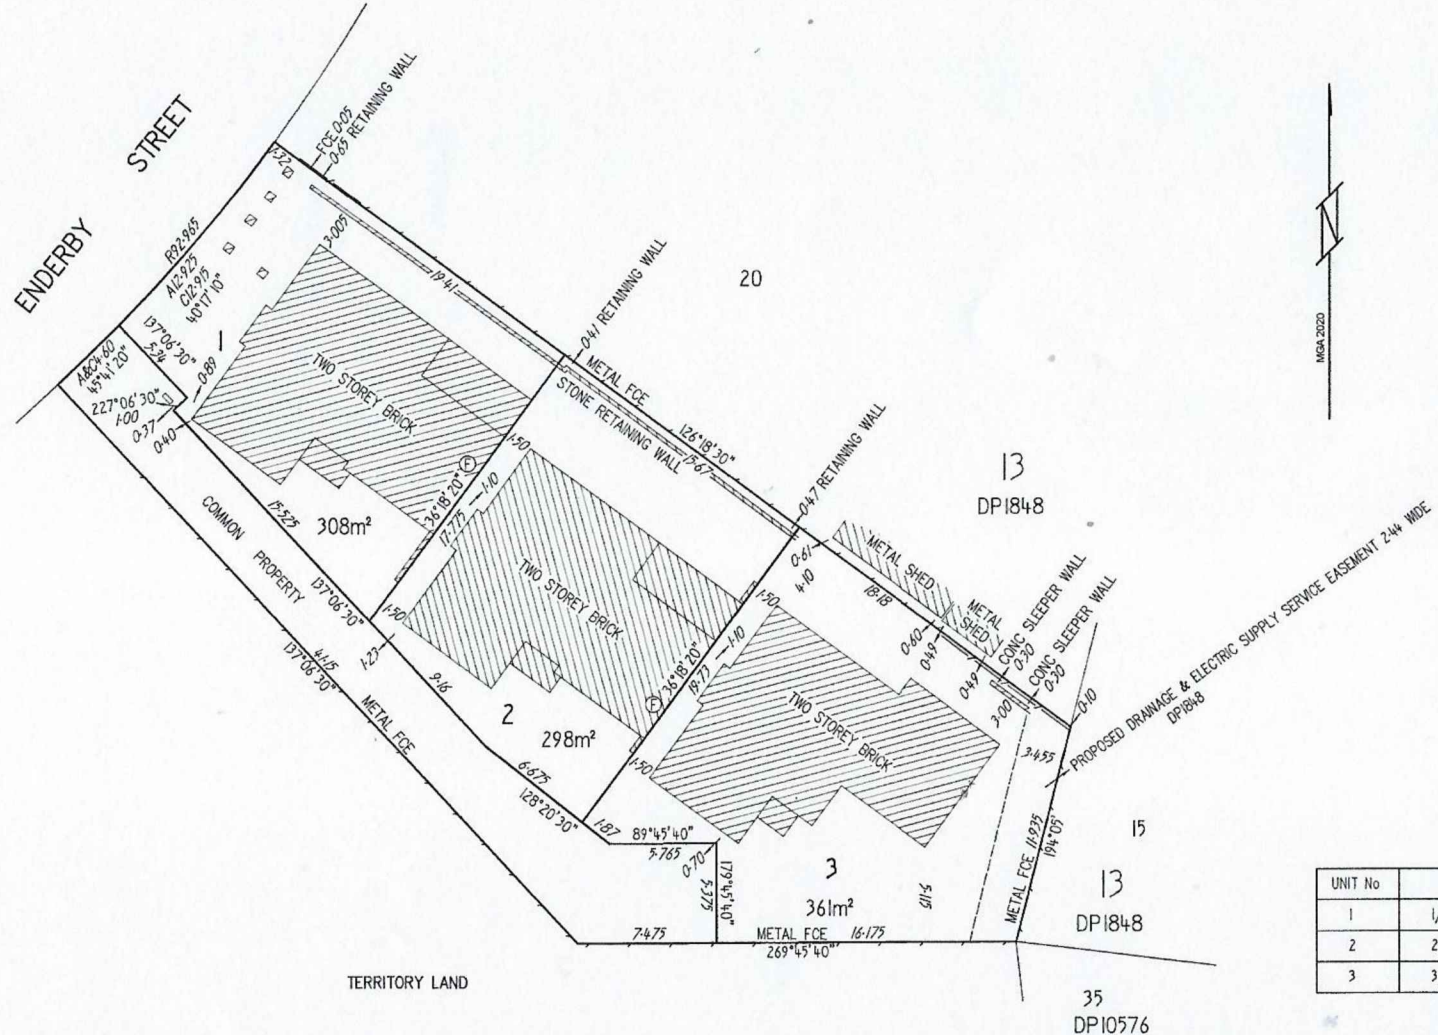 ENDERBY STREET
1·32
FCE 0·05
0·65 RETAINING WALL
R92·965
A12·925
C12·915
40°17'10"
3·005
19·41
0·41 RETAINING WALL
20
MGA 2020
137°06'30"
5·34
1
0·89
TWO STOREY BRICK
A&C4·60
45°41'20"
227°06'30"
1·00
0·37
0·40
METAL FCE
STONE RETAINING WALL
126°18'30"
15·67
0·47 RETAINING WALL
13
DP1848
COMMON PROPERTY
15·525
308m²
F
36°18'20"
17·775
1·10
1·50
TWO STOREY BRICK
0·61
4·10
METAL SHED
18·18
METAL SHED
CONC SLEEPER WALL
0·30
CONC SLEEPER WALL
0·30
0·60
0·49
0·49
3·00
0·10
PROPOSED DRAINAGE & ELECTRIC SUPPLY SERVICE EASEMENT 2·44 WIDE
DP1848
137°06'30"
1·50
1·23
41·15
137°06'30"
METAL FCE
9·16
2
298m²
F
36°18'20"
19·73
1·10
1·50
TWO STOREY BRICK
3·455
6·675
128°20'30"
1·50
1·87
89°45'40"
5·765
0·70
179°45'40"
5·375
3
361m²
5·115
METAL FCE 11·935
194°05'
15
13
DP1848
7·475
METAL FCE 16·175
269°45'40"
TERRITORY LAND
35
DP10576
UNIT No
1 1/
2 2
3 3